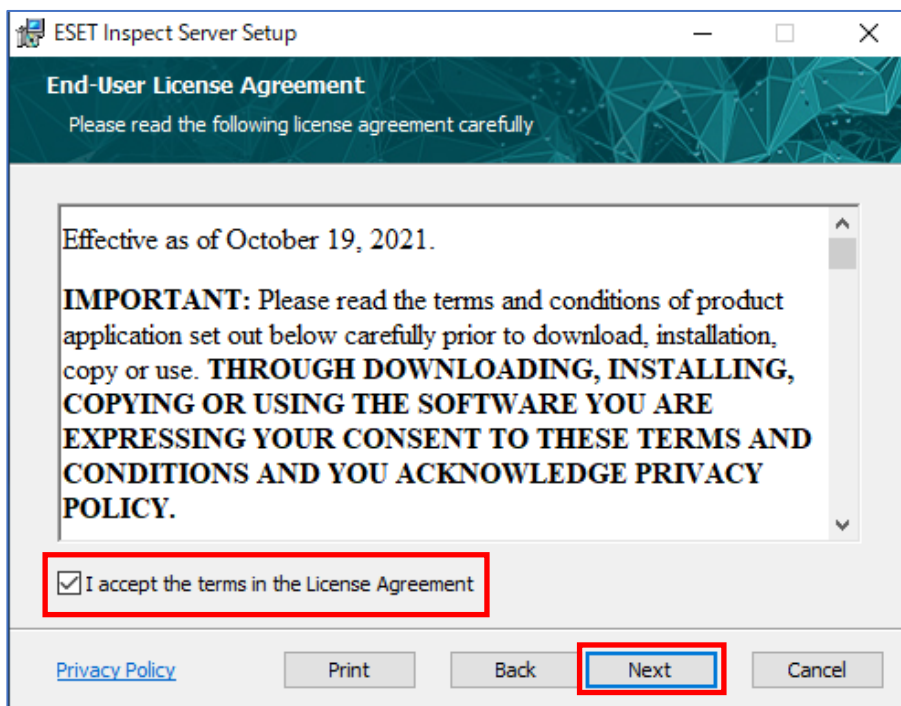 ESET Inspect Server Setup
End-User License Agreement
Please read the following license agreement carefully
Effective as of October 19, 2021.
IMPORTANT: Please read the terms and conditions of product
application set out below carefully prior to download, installation,
copy or use. THROUGH DOWNLOADING, INSTALLING,
COPYING OR USING THE SOFTWARE YOU ARE
EXPRESSING YOUR CONSENT TO THESE TERMS AND
CONDITIONS AND YOU ACKNOWLEDGE PRIVACY
POLICY.
I accept the terms in the License Agreement
Privacy Policy Print Back Next Cancel